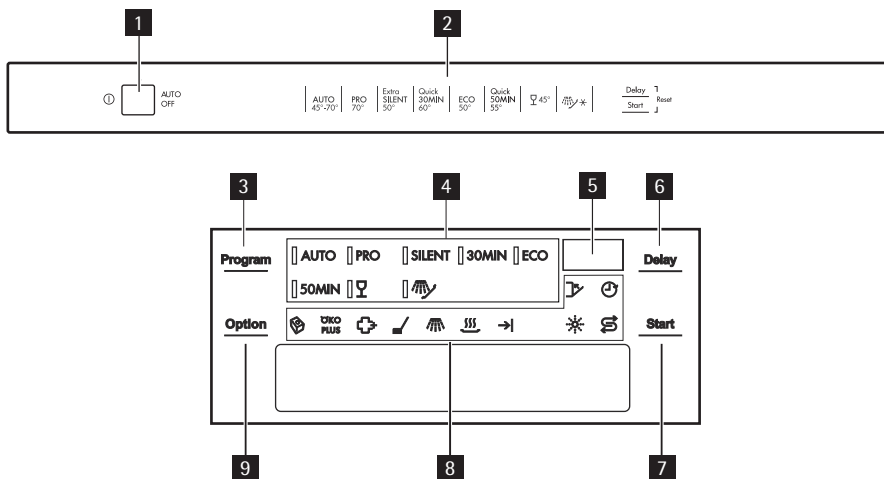 1
2
AUTO
OFF
AUTO
45°-70°
PRO
70°
Extra
SILENT
50°
Quick
30MIN
60°
ECO
50°
Quick
50MIN
55°
45°
Delay
Start
Reset
3
4
5
6
Program
AUTO PRO SILENT 30MIN ECO
Delay
50MIN
Option
ÖKO
PLUS
Start
9
8
7